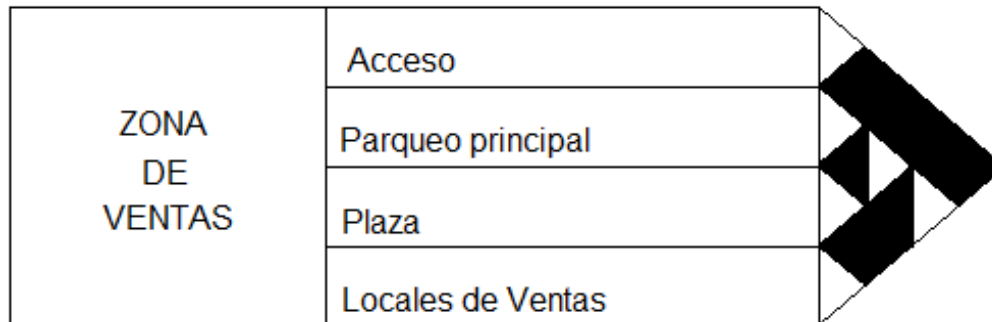 ZONA
DE
VENTAS
Acceso
Parqueo principal
Plaza
Locales de Ventas